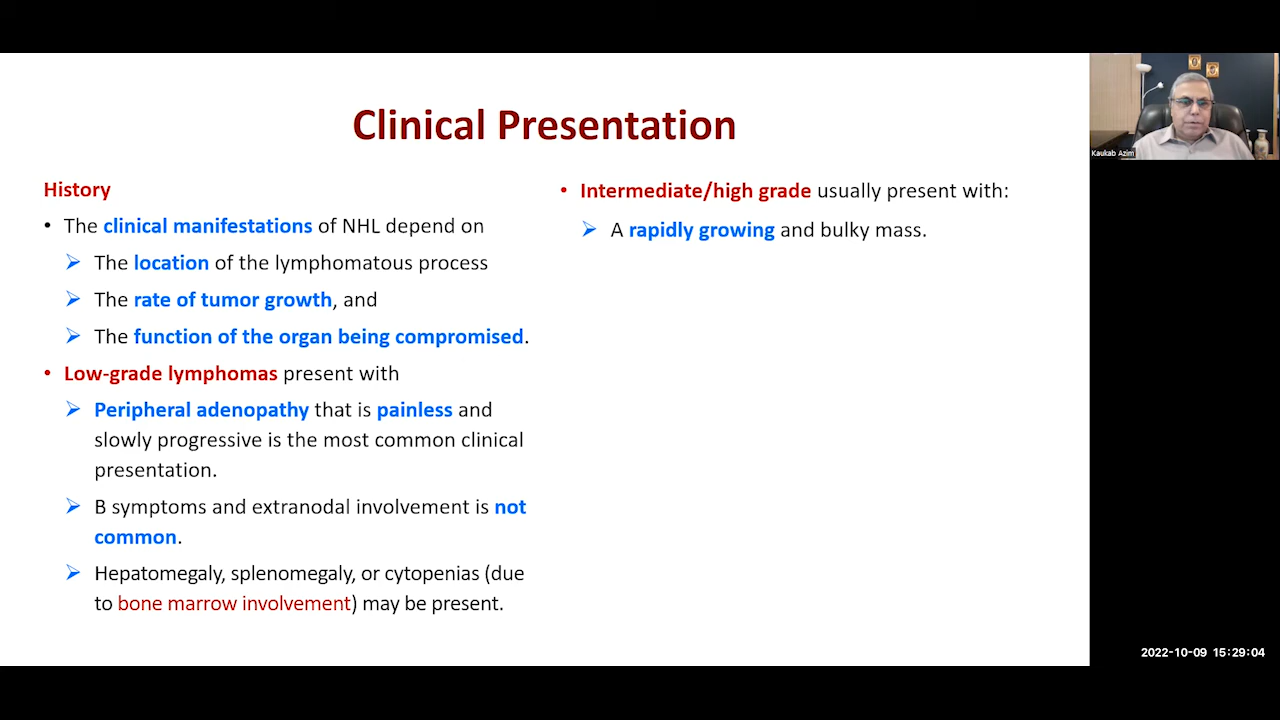 Clinical Presentation
History
• The clinical manifestations of NHL depend on
➢ The location of the lymphomatous process
➢ The rate of tumor growth, and
➢ The function of the organ being compromised.
• Low-grade lymphomas present with
➢ Peripheral adenopathy that is painless and
slowly progressive is the most common clinical
presentation.
➢ B symptoms and extranodal involvement is not
common.
➢ Hepatomegaly, splenomegaly, or cytopenias (due
to bone marrow involvement) may be present.
• Intermediate/high grade usually present with:
➢ A rapidly growing and bulky mass.
Kaukab Azim
2022-10-09 15:29:04